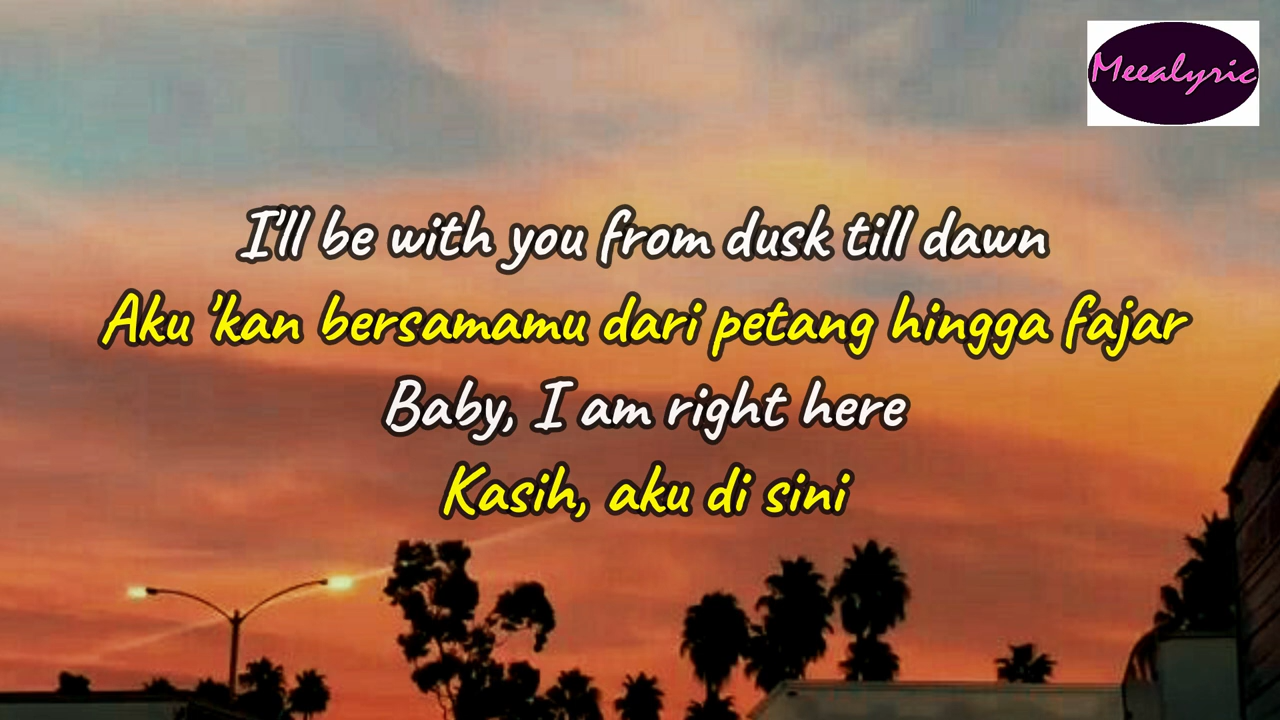 Meealyric
I'll be with you from dusk till dawn
Aku 'kan bersamamu dari petang hingga fajar
Baby, I am right here
Kasih, aku di sini